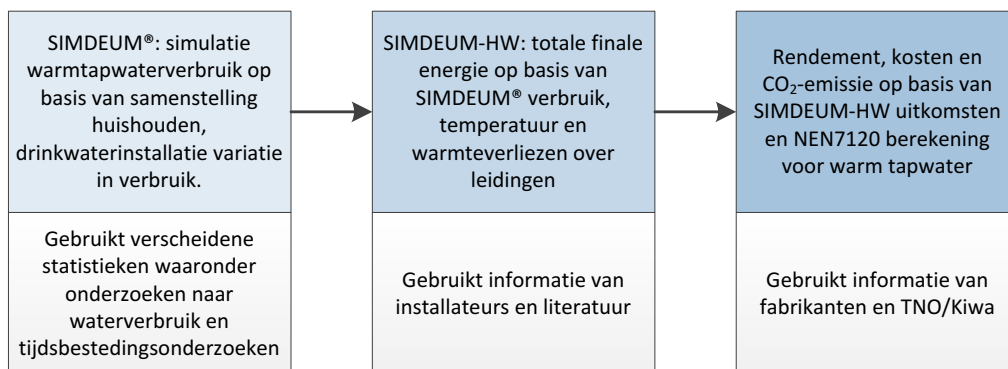 SIMDEUM®: simulatie
warmtapwaterverbruik op
basis van samenstelling
huishouden,
drinkwaterinstallatie variatie
in verbruik.
Gebruikt verscheidene
statistieken waaronder
onderzoeken naar
waterverbruik en
tijdsbestedingsonderzoeken
SIMDEUM-HW: totale finale
energie op basis van
SIMDEUM® verbruik,
temperatuur en
warmteverliezen over
leidingen
Gebruikt informatie van
installateurs en literatuur
Rendement, kosten en
CO₂-emissie op basis van
SIMDEUM-HW uitkomsten
en NEN7120 berekening
voor warm tapwater
Gebruikt informatie van
fabrikanten en TNO/Kiwa